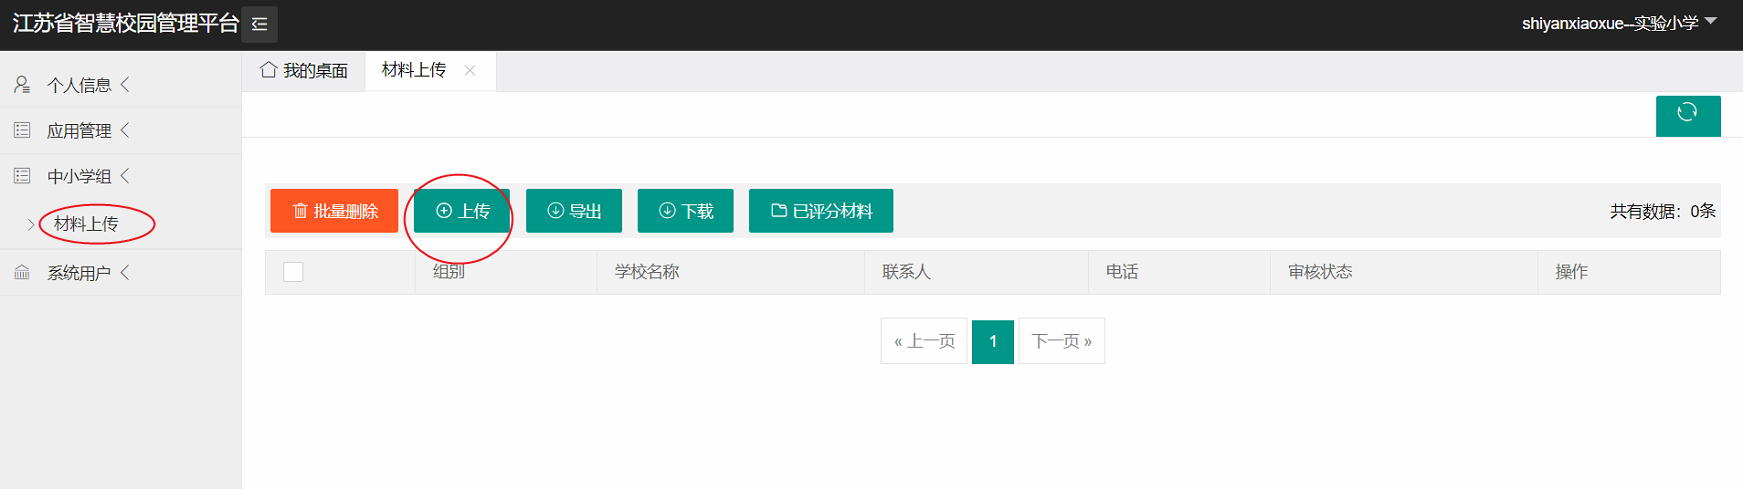 江苏省智慧校园管理平台
shiyanxiaoxue--实验小学
个人信息
应用管理
中小学组
材料上传
系统用户
我的桌面 材料上传
批量删除 上传 导出 下载 已评分材料 共有数据：0条
组别 学校名称 联系人 电话 审核状态 操作
« 上一页 1 下一页 »